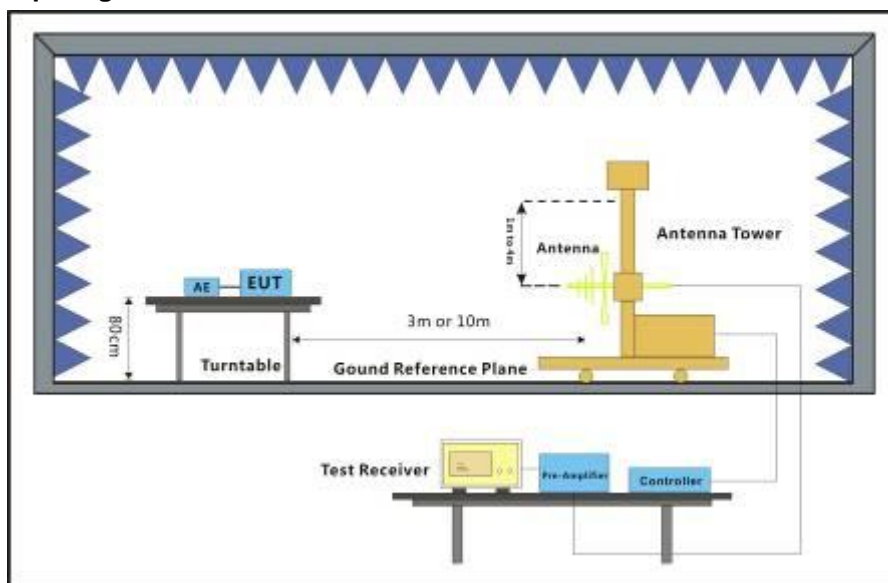 1m to 4m
Antenna
Antenna Tower
AE
EUT
80cm
3m or 10m
Turntable
Gound Reference Plane
Test Receiver
Pre-Amplifier
Controller